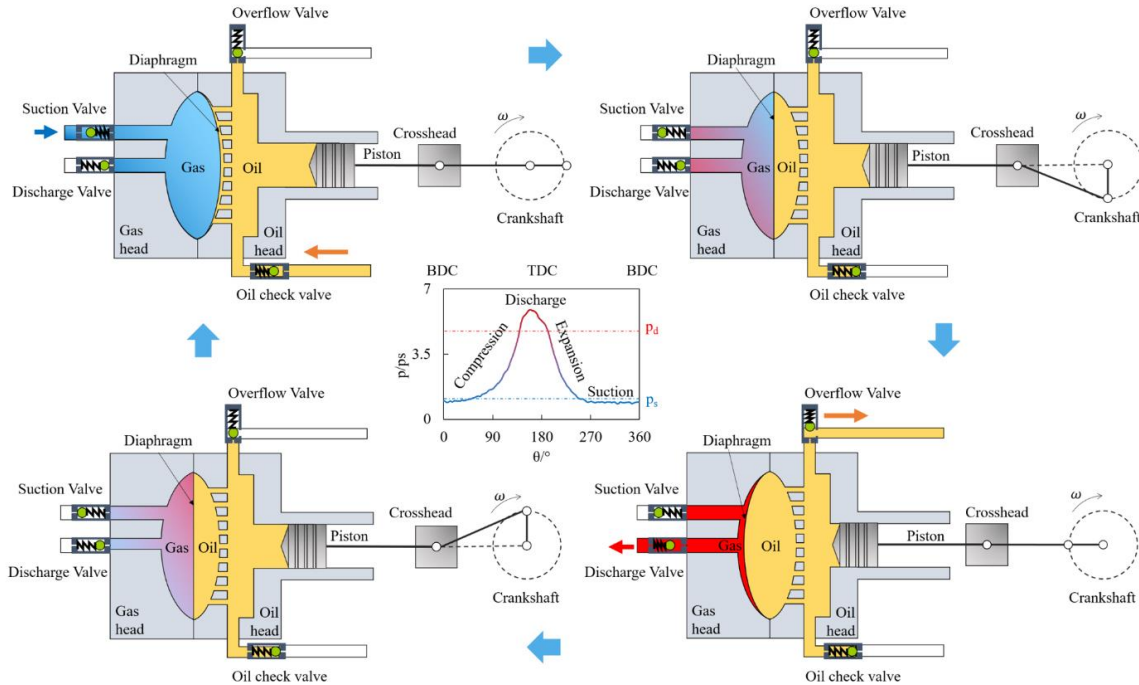 Overflow Valve
Diaphragm
Suction Valve
Gas
Oil
Crosshead
ω
Piston
Discharge Valve
Crankshaft
Gas
head
Oil
head
Oil check valve
Overflow Valve
Diaphragm
Suction Valve
Gas
Oil
Crosshead
ω
Piston
Discharge Valve
Crankshaft
Gas
head
Oil
head
Oil check valve
BDC TDC BDC
7
Discharge
p_d
Compression
Expansion
3.5
p/ps
Suction
p_s
0
0 90 180 270 360
θ/°
Overflow Valve
Diaphragm
Suction Valve
Gas
Oil
Crosshead
ω
Piston
Discharge Valve
Crankshaft
Gas
head
Oil
head
Oil check valve
Overflow Valve
Diaphragm
Suction Valve
Gas
Oil
Crosshead
ω
Piston
Discharge Valve
Crankshaft
Gas
head
Oil
head
Oil check valve